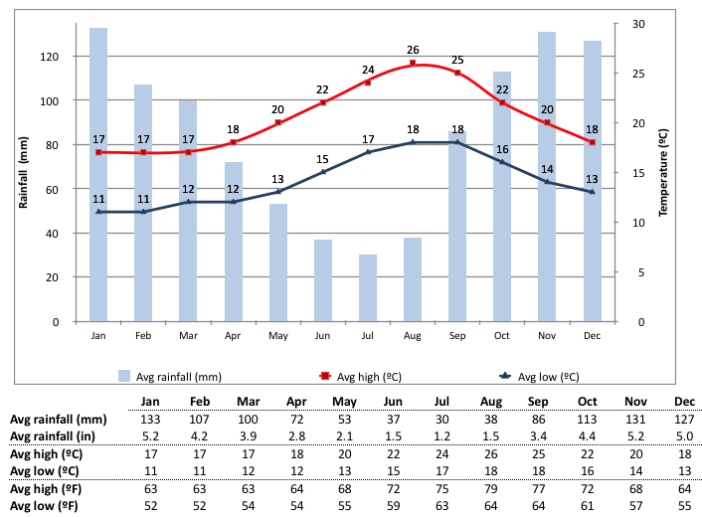 30
120
25
100
20
80
15
60
10
40
5
20
0
0
Rainfall (mm)
Temperature (ºC)
17 17 17 18 20 22 24 26 25 22 20 18
11 11 12 12 13 15 17 18 18 16 14 13
Jan Feb Mar Apr May Jun Jul Aug Sep Oct Nov Dec
Avg rainfall (mm) Avg high (ºC) Avg low (ºC)
Jan Feb Mar Apr May Jun Jul Aug Sep Oct Nov Dec
Avg rainfall (mm) 133 107 100 72 53 37 30 38 86 113 131 127
Avg rainfall (in) 5.2 4.2 3.9 2.8 2.1 1.5 1.2 1.5 3.4 4.4 5.2 5.0
Avg high (ºC) 17 17 17 18 20 22 24 26 25 22 20 18
Avg low (ºC) 11 11 12 12 13 15 17 18 18 16 14 13
Avg high (ºF) 63 63 63 64 68 72 75 79 77 72 68 64
Avg low (ºF) 52 52 54 54 55 59 63 64 64 61 57 55